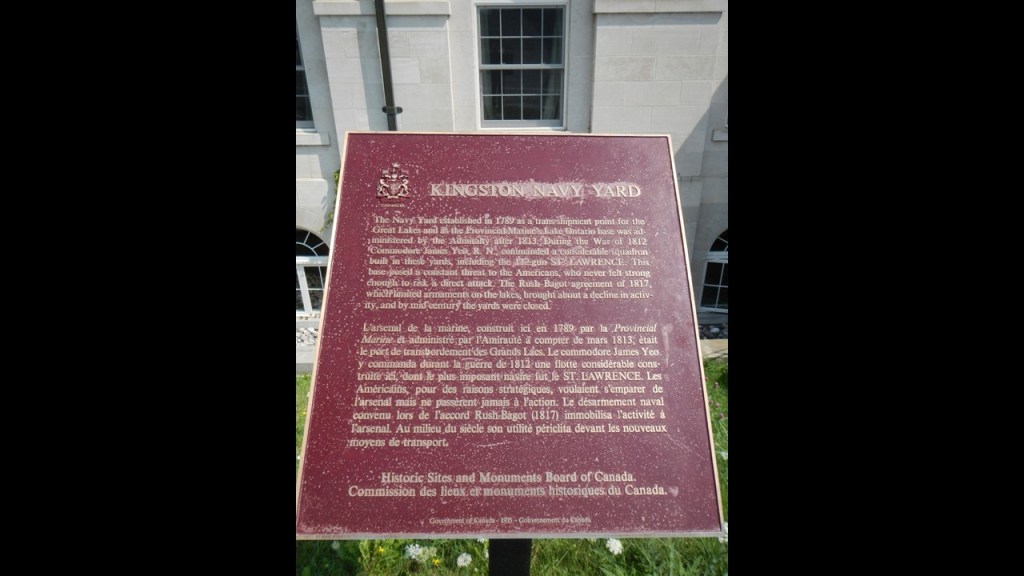 KINGSTON NAVY YARD
The Navy Yard established in 1789 as a transshipment point for the
Great Lakes and as the Provincial Marine's Lake Ontario base was ad-
ministered by the Admiralty after 1813. During the War of 1812
Commodore James Yeo, R. N., commanded a considerable squadron
built in these yards, including the gun ST. LAWRENCE. This
base posed a constant threat to the Americans, who never felt strong
enough to risk a direct attack. The Rush-Bagot agreement of 1817,
which limited armaments on the lakes, brought about a decline in activ-
ity, and by mid century the yards were closed.
L'arsenal de la marine, construit ici en 1789 par la Provincial
Marine et administré par l'Amirauté à compter de mars 1813, était
le port de transbordement des Grands Lacs. Le commodore James Yeo
y commanda durant la guerre de 1812 une flotte considérable cons-
truite ici, dont le plus imposant navire fut le ST. LAWRENCE. Les
Américains, pour des raisons stratégiques, voulaient s'emparer de
l'arsenal mais ne passèrent jamais à l'action. Le désarmement naval
convenu lors de l'accord Rush-Bagot (1817) immobilisa l'activité à
l'arsenal. Au milieu du siècle son utilité périclita devant les nouveaux
moyens de transport.
Historic Sites and Monuments Board of Canada.
Commission des lieux et monuments historiques du Canada.
Government of Canada - Gouvernement du Canada